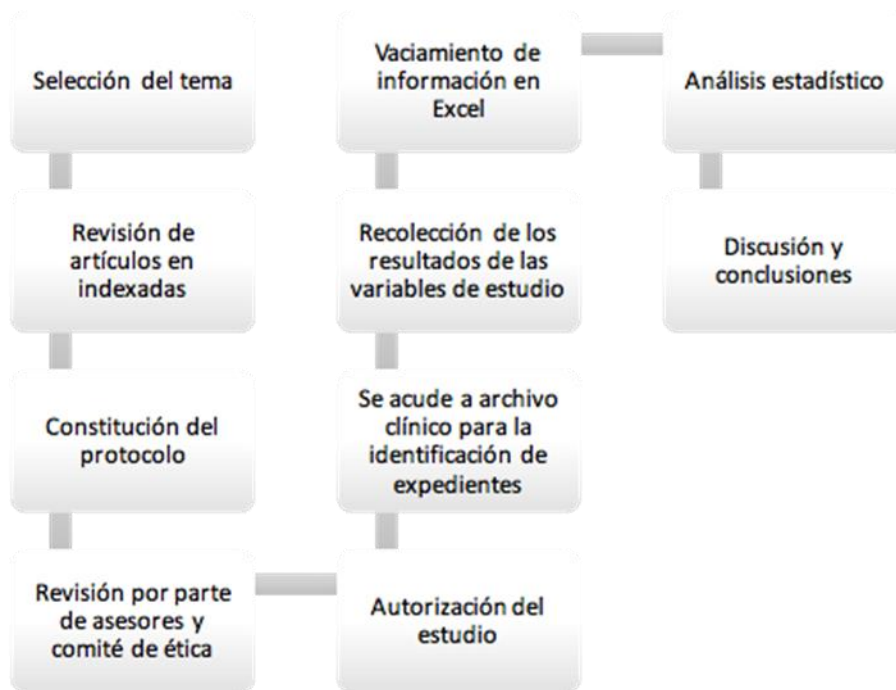 Selección del tema
Revisión de
artículos en
indexadas
Constitución del
protocolo
Revisión por parte
de asesores y
comité de ética
Autorización del
estudio
Se acude a archivo
clínico para la
identificación de
expedientes
Recolección de los
resultados de las
variables de estudio
Vaciamiento de
información en
Excel
Análisis estadístico
Discusión y
conclusiones